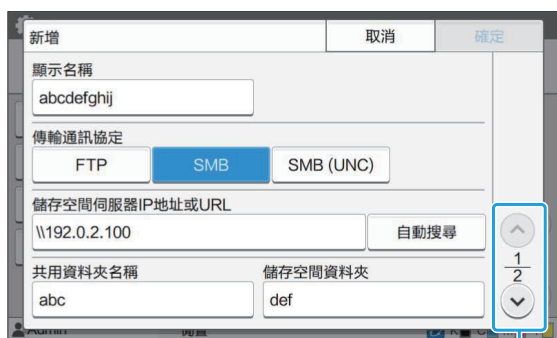 新增 取消 確定
顯示名稱
abcdefghij
傳輸通訊協定
FTP SMB SMB (UNC)
儲存空間伺服器IP地址或URL
\\192.0.2.100 自動搜尋
1
2
共用資料夾名稱 儲存空間資料夾
abc def
Admin 閒置